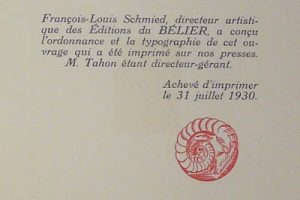 François-Louis Schmied, directeur artisti-
que des Éditions du BÉLIER, a conçu
l'ordonnance et la typographie de cet ou-
vrage qui a été imprimé sur nos presses.
M. Tahon étant directeur-gérant.
Achevé d'imprimer
le 31 juillet 1930.